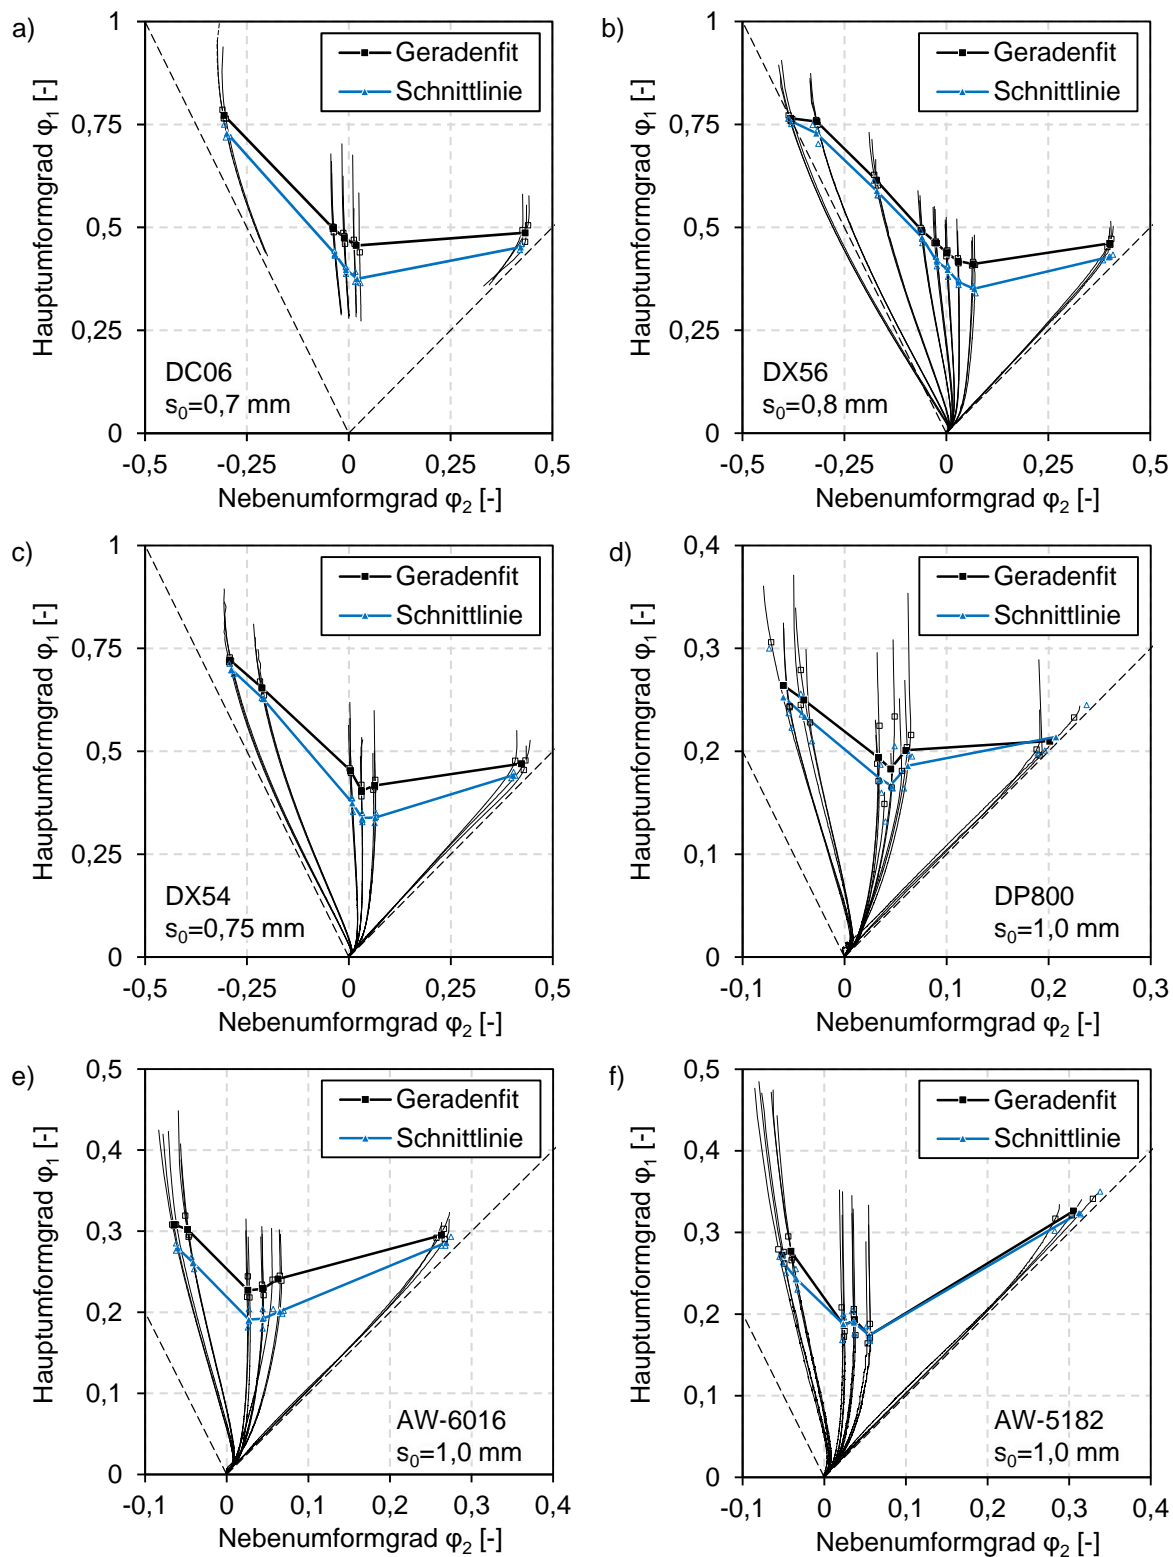 a)
Hauptumformgrad φ₁ [-]
1
0,75
0,5
0,25
0
Geradenfit
Schnittlinie
DC06
s₀=0,7 mm
-0,5 -0,25 0 0,25 0,5
Nebenumformgrad φ₂ [-]
b)
Hauptumformgrad φ₁ [-]
1
0,75
0,5
0,25
0
Geradenfit
Schnittlinie
DX56
s₀=0,8 mm
-0,5 -0,25 0 0,25 0,5
Nebenumformgrad φ₂ [-]
c)
Hauptumformgrad φ₁ [-]
1
0,75
0,5
0,25
0
Geradenfit
Schnittlinie
DX54
s₀=0,75 mm
-0,5 -0,25 0 0,25 0,5
Nebenumformgrad φ₂ [-]
d)
Hauptumformgrad φ₁ [-]
0,4
0,3
0,2
0,1
0
Geradenfit
Schnittlinie
DP800
s₀=1,0 mm
-0,1 0 0,1 0,2 0,3
Nebenumformgrad φ₂ [-]
e)
Hauptumformgrad φ₁ [-]
0,5
0,4
0,3
0,2
0,1
0
Geradenfit
Schnittlinie
AW-6016
s₀=1,0 mm
-0,1 0 0,1 0,2 0,3 0,4
Nebenumformgrad φ₂ [-]
f)
Hauptumformgrad φ₁ [-]
0,5
0,4
0,3
0,2
0,1
0
Geradenfit
Schnittlinie
AW-5182
s₀=1,0 mm
-0,1 0 0,1 0,2 0,3 0,4
Nebenumformgrad φ₂ [-]